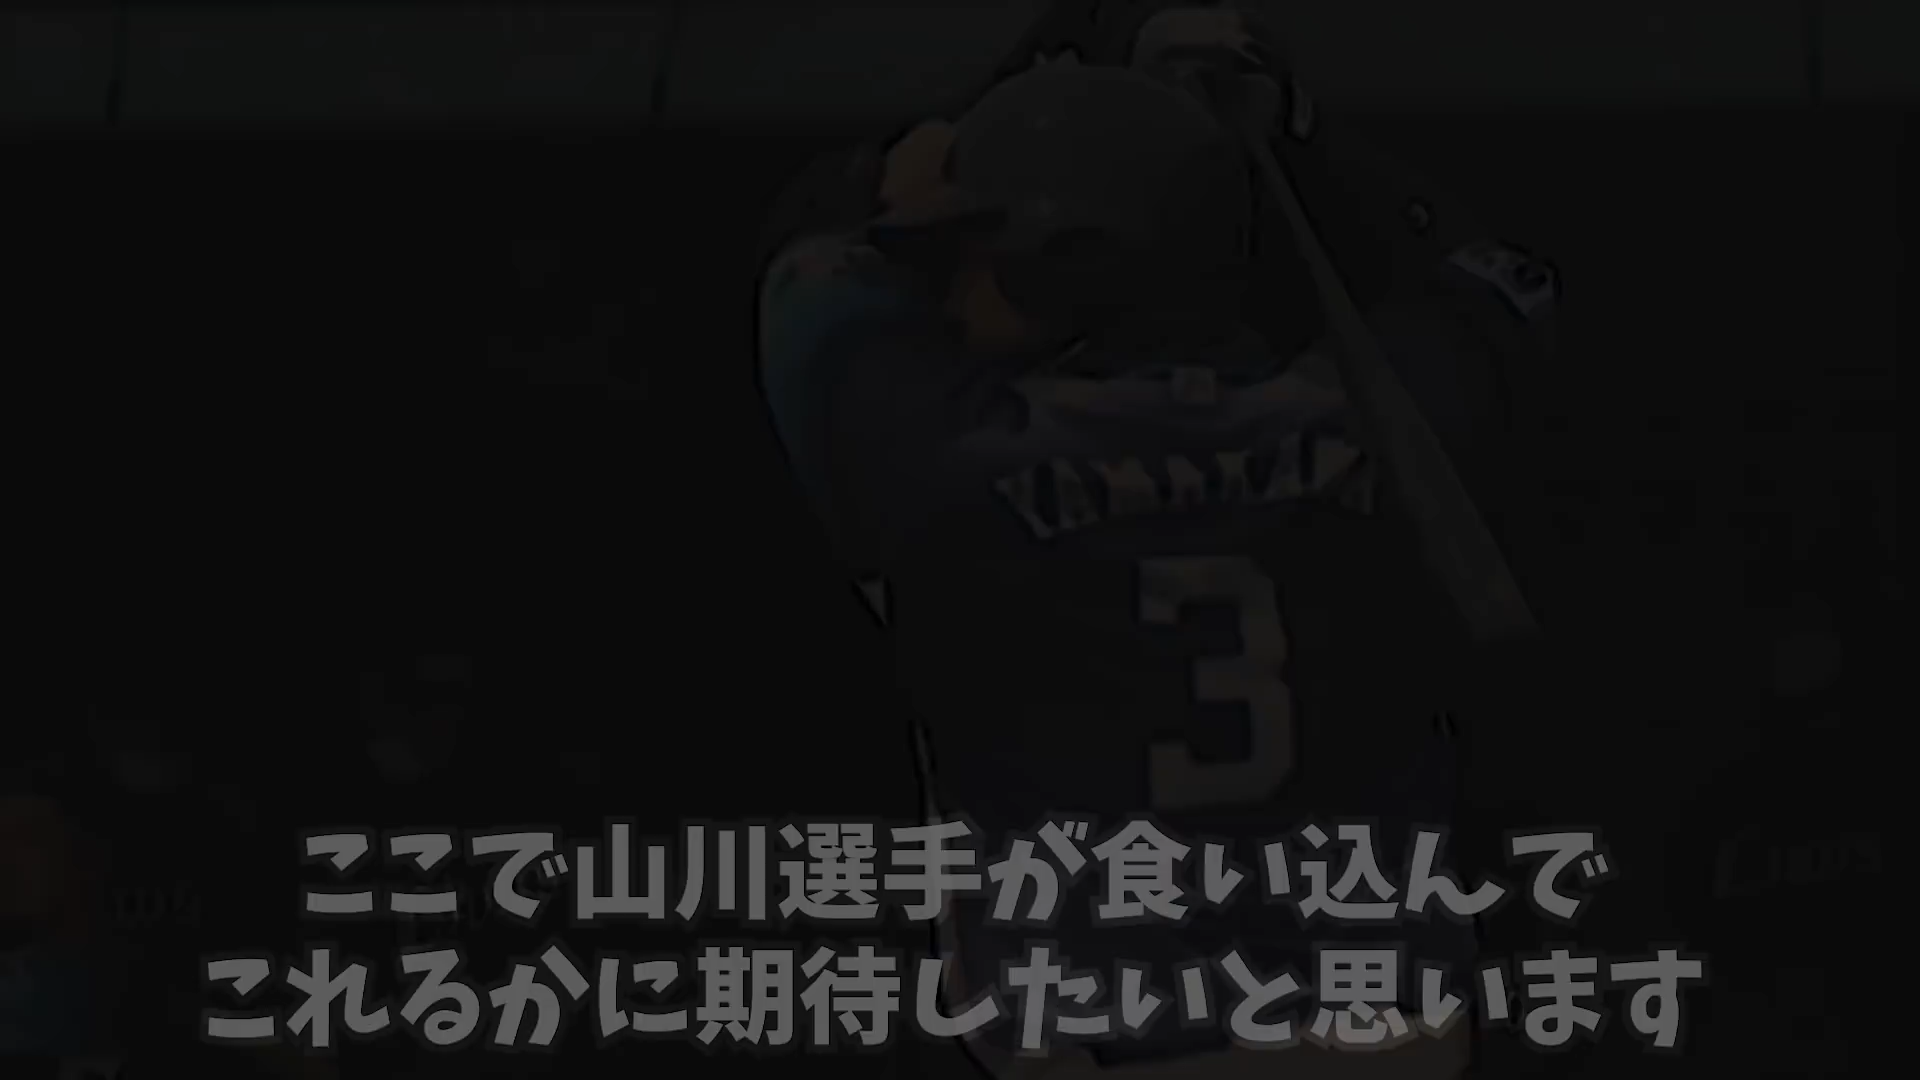 3
ここで山川選手が食い込んで
これるかに期待したいと思います